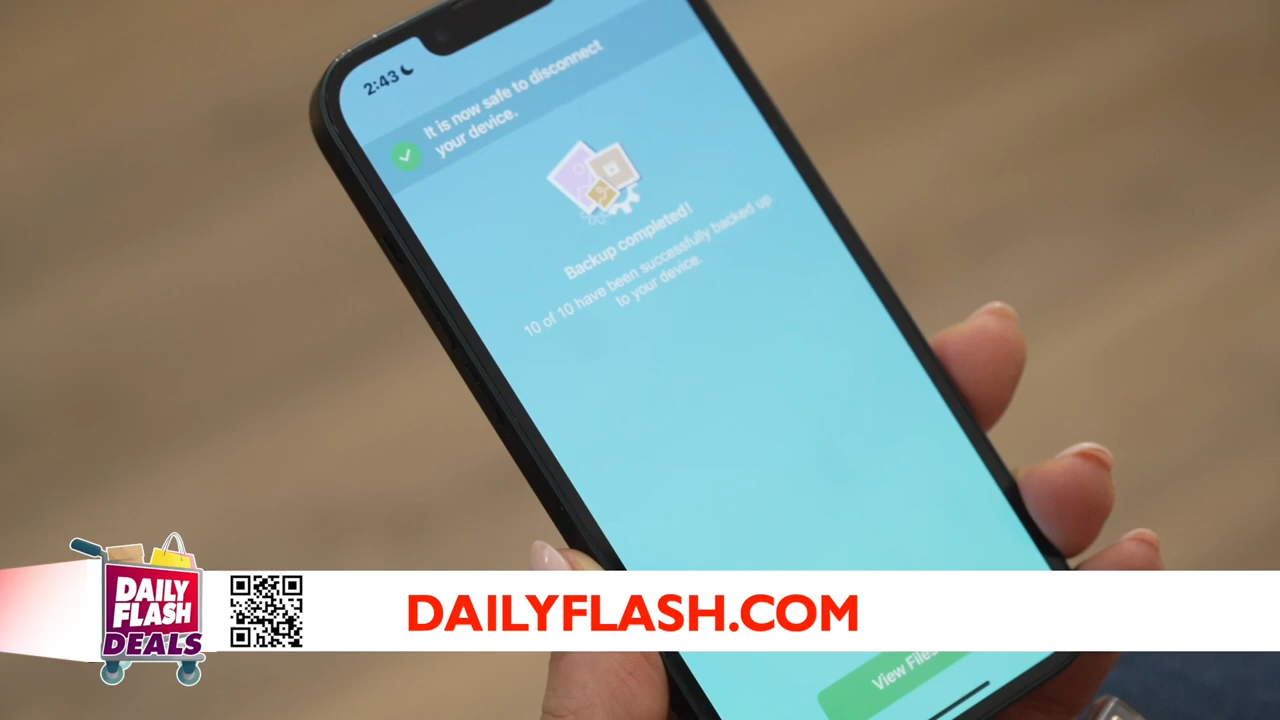 2:43
It is now safe to disconnect
your device.
Backup completed!
10 of 10 have been successfully backed up
to your device.
DAILY
FLASH
DEALS
DAILYFLASH.COM
View Files